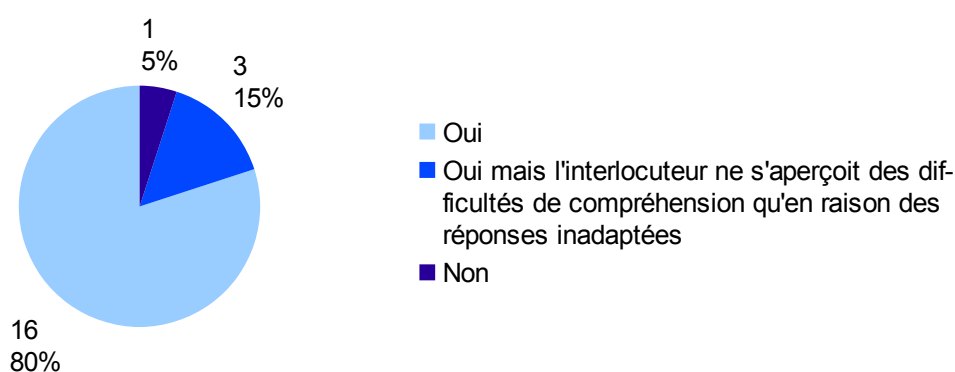 1
5%
3
15%
16
80%
Oui
Oui mais l'interlocuteur ne s'aperçoit des dif-
ficultés de compréhension qu'en raison des
réponses inadaptées
Non